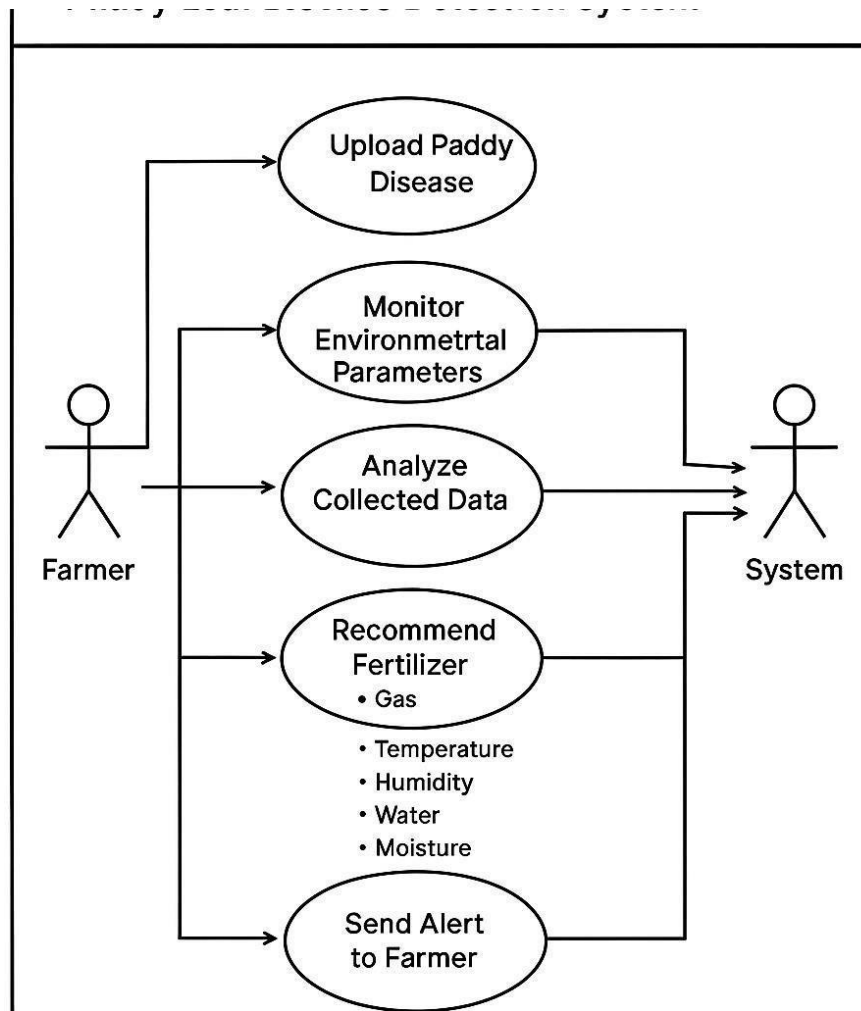 Upload Paddy
Disease
Monitor
Environmetrtal
Parameters
Analyze
Collected Data
Farmer
System
Recommend
Fertilizer
• Gas
• Temperature
• Humidity
• Water
• Moisture
Send Alert
to Farmer